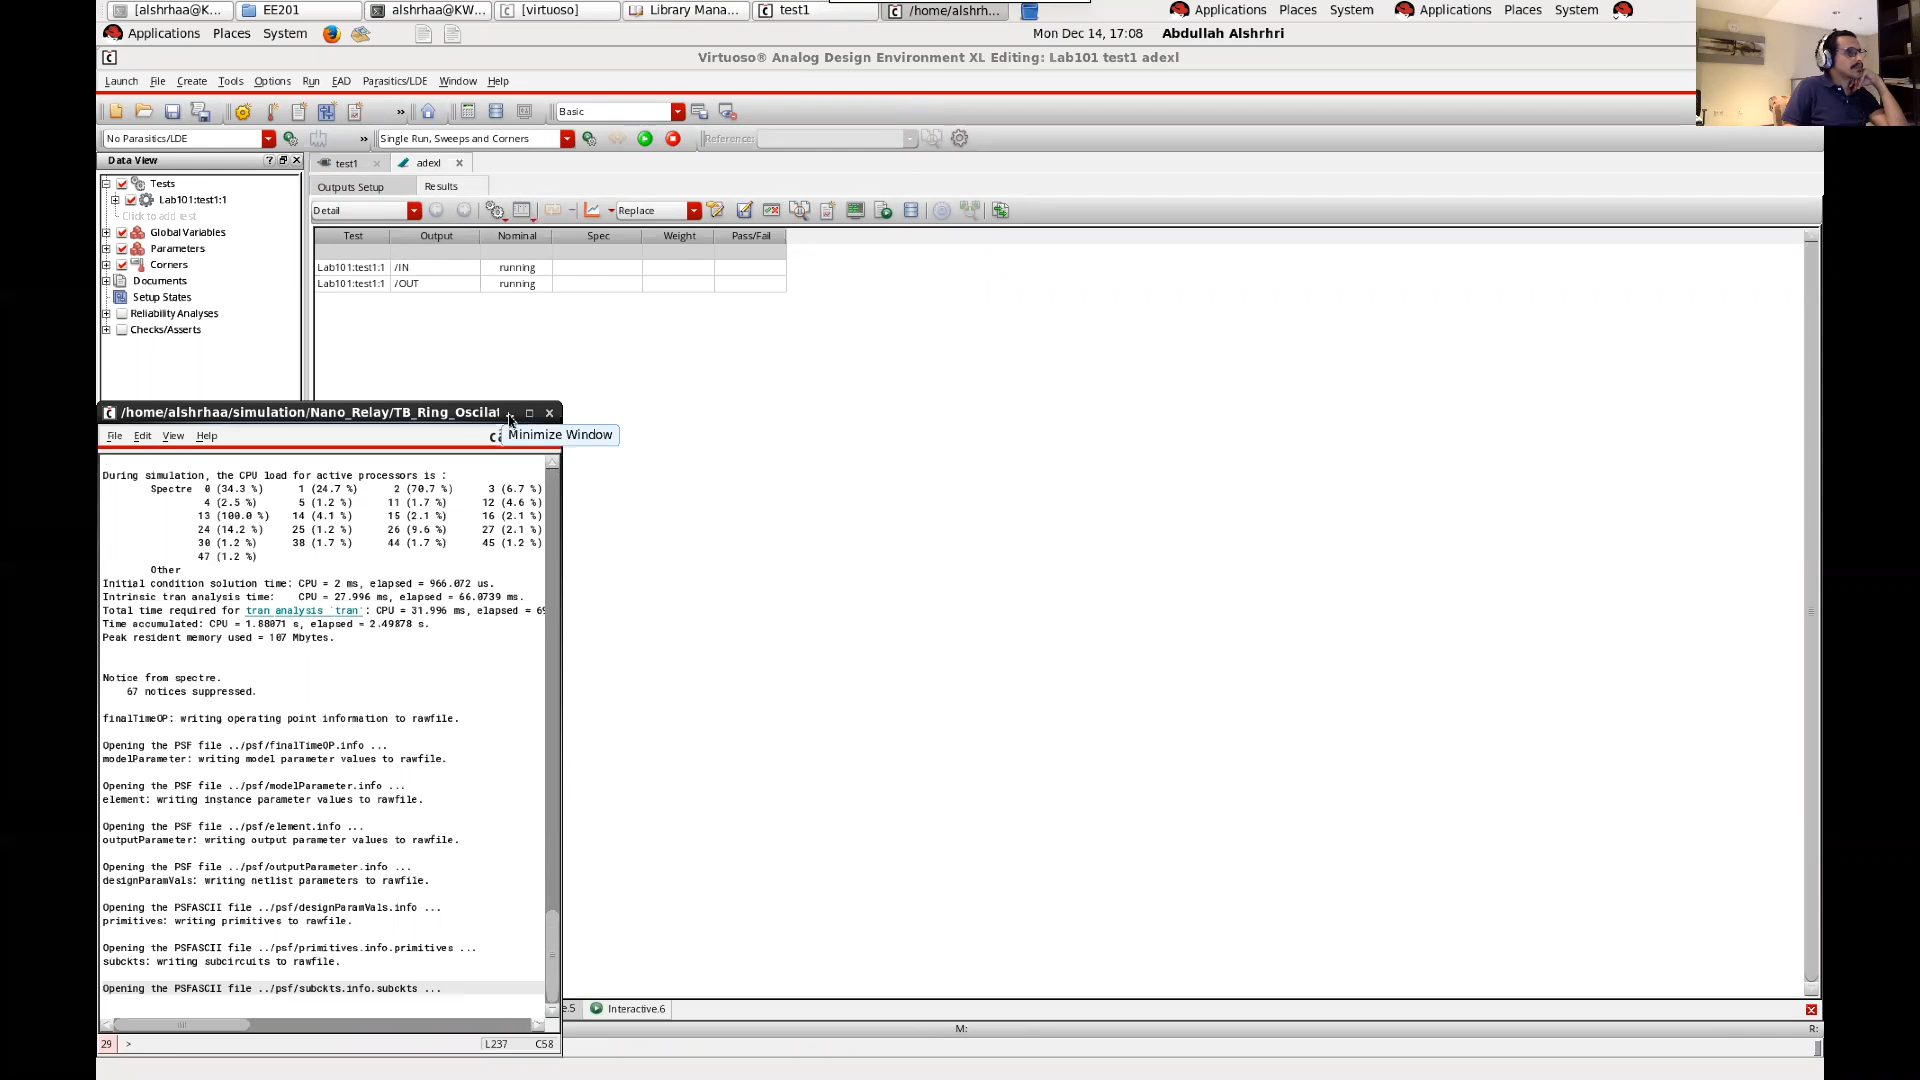 [alshrhaa@K...
EE201
alshrhaa@KW...
[virtuoso]
Library Mana...
test1
/home/alshrh...
Applications Places System
Applications Places System
Applications Places System
Mon Dec 14, 17:08
Abdullah Alshrhri
Virtuoso® Analog Design Environment XL Editing: Lab101 test1 adexl
Launch File Create Tools Options Run EAD Parasitics/LDE Window Help
» Basic
No Parasitics/LDE » Single Run, Sweeps and Corners Reference:
Data View
test1 adexl
Outputs Setup Results
Detail Replace
Tests
Lab101:test1:1
Click to add test
Global Variables
Parameters
Corners
Documents
Setup States
Reliability Analyses
Checks/Asserts
Test Output Nominal Spec Weight Pass/Fail
Lab101:test1:1 /IN running
Lab101:test1:1 /OUT running
/home/alshrhaa/simulation/Nano_Relay/TB_Ring_Oscilat
Minimize Window
File Edit View Help
During simulation, the CPU load for active processors is :
Spectre 0 (34.3 %) 1 (24.7 %) 2 (70.7 %) 3 (6.7 %)
4 (2.5 %) 5 (1.2 %) 11 (1.7 %) 12 (4.6 %)
13 (100.0 %) 14 (4.1 %) 15 (2.1 %) 16 (2.1 %)
24 (14.2 %) 25 (1.2 %) 26 (9.6 %) 27 (2.1 %)
30 (1.2 %) 38 (1.7 %) 44 (1.7 %) 45 (1.2 %)
47 (1.2 %)
Other
Initial condition solution time: CPU = 2 ms, elapsed = 966.072 us.
Intrinsic tran analysis time: CPU = 27.996 ms, elapsed = 66.0739 ms.
Total time required for tran analysis `tran': CPU = 31.996 ms, elapsed = 69
Time accumulated: CPU = 1.88071 s, elapsed = 2.49878 s.
Peak resident memory used = 107 Mbytes.
Notice from spectre.
67 notices suppressed.
finalTimeOP: writing operating point information to rawfile.
Opening the PSF file ../psf/finalTimeOP.info ...
modelParameter: writing model parameter values to rawfile.
Opening the PSF file ../psf/modelParameter.info ...
element: writing instance parameter values to rawfile.
Opening the PSF file ../psf/element.info ...
outputParameter: writing output parameter values to rawfile.
Opening the PSF file ../psf/outputParameter.info ...
designParamVals: writing netlist parameters to rawfile.
Opening the PSFASCII file ../psf/designParamVals.info ...
primitives: writing primitives to rawfile.
Opening the PSFASCII file ../psf/primitives.info.primitives ...
subckts: writing subcircuits to rawfile.
Opening the PSFASCII file ../psf/subckts.info.subckts ...
29 > L237 C58
e.5 Interactive.6
M: R: